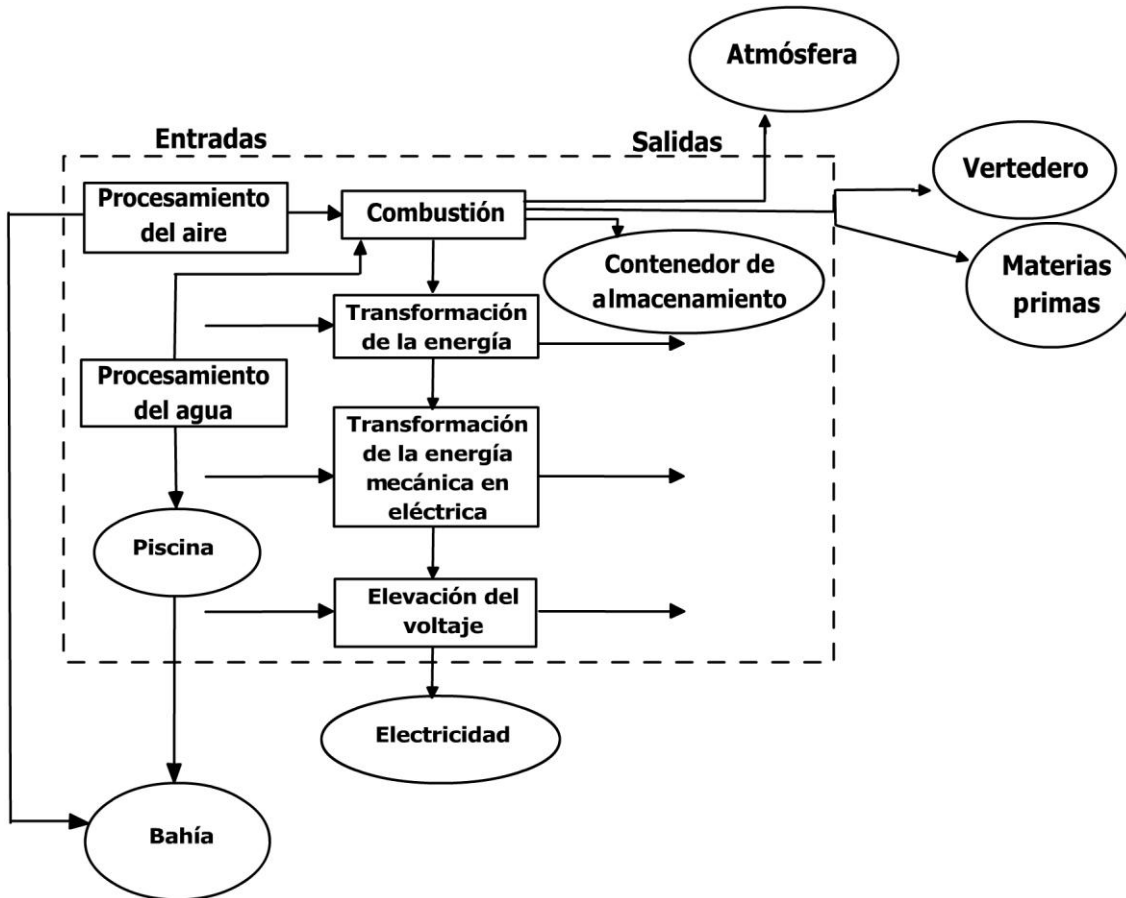 Atmósfera
Entradas
Salidas
Vertedero
Procesamiento
del aire
Combustión
Contenedor de
almacenamiento
Materias
primas
Transformación
de la energía
Procesamiento
del agua
Transformación
de la energía
mecánica en
eléctrica
Piscina
Elevación del
voltaje
Electricidad
Bahía